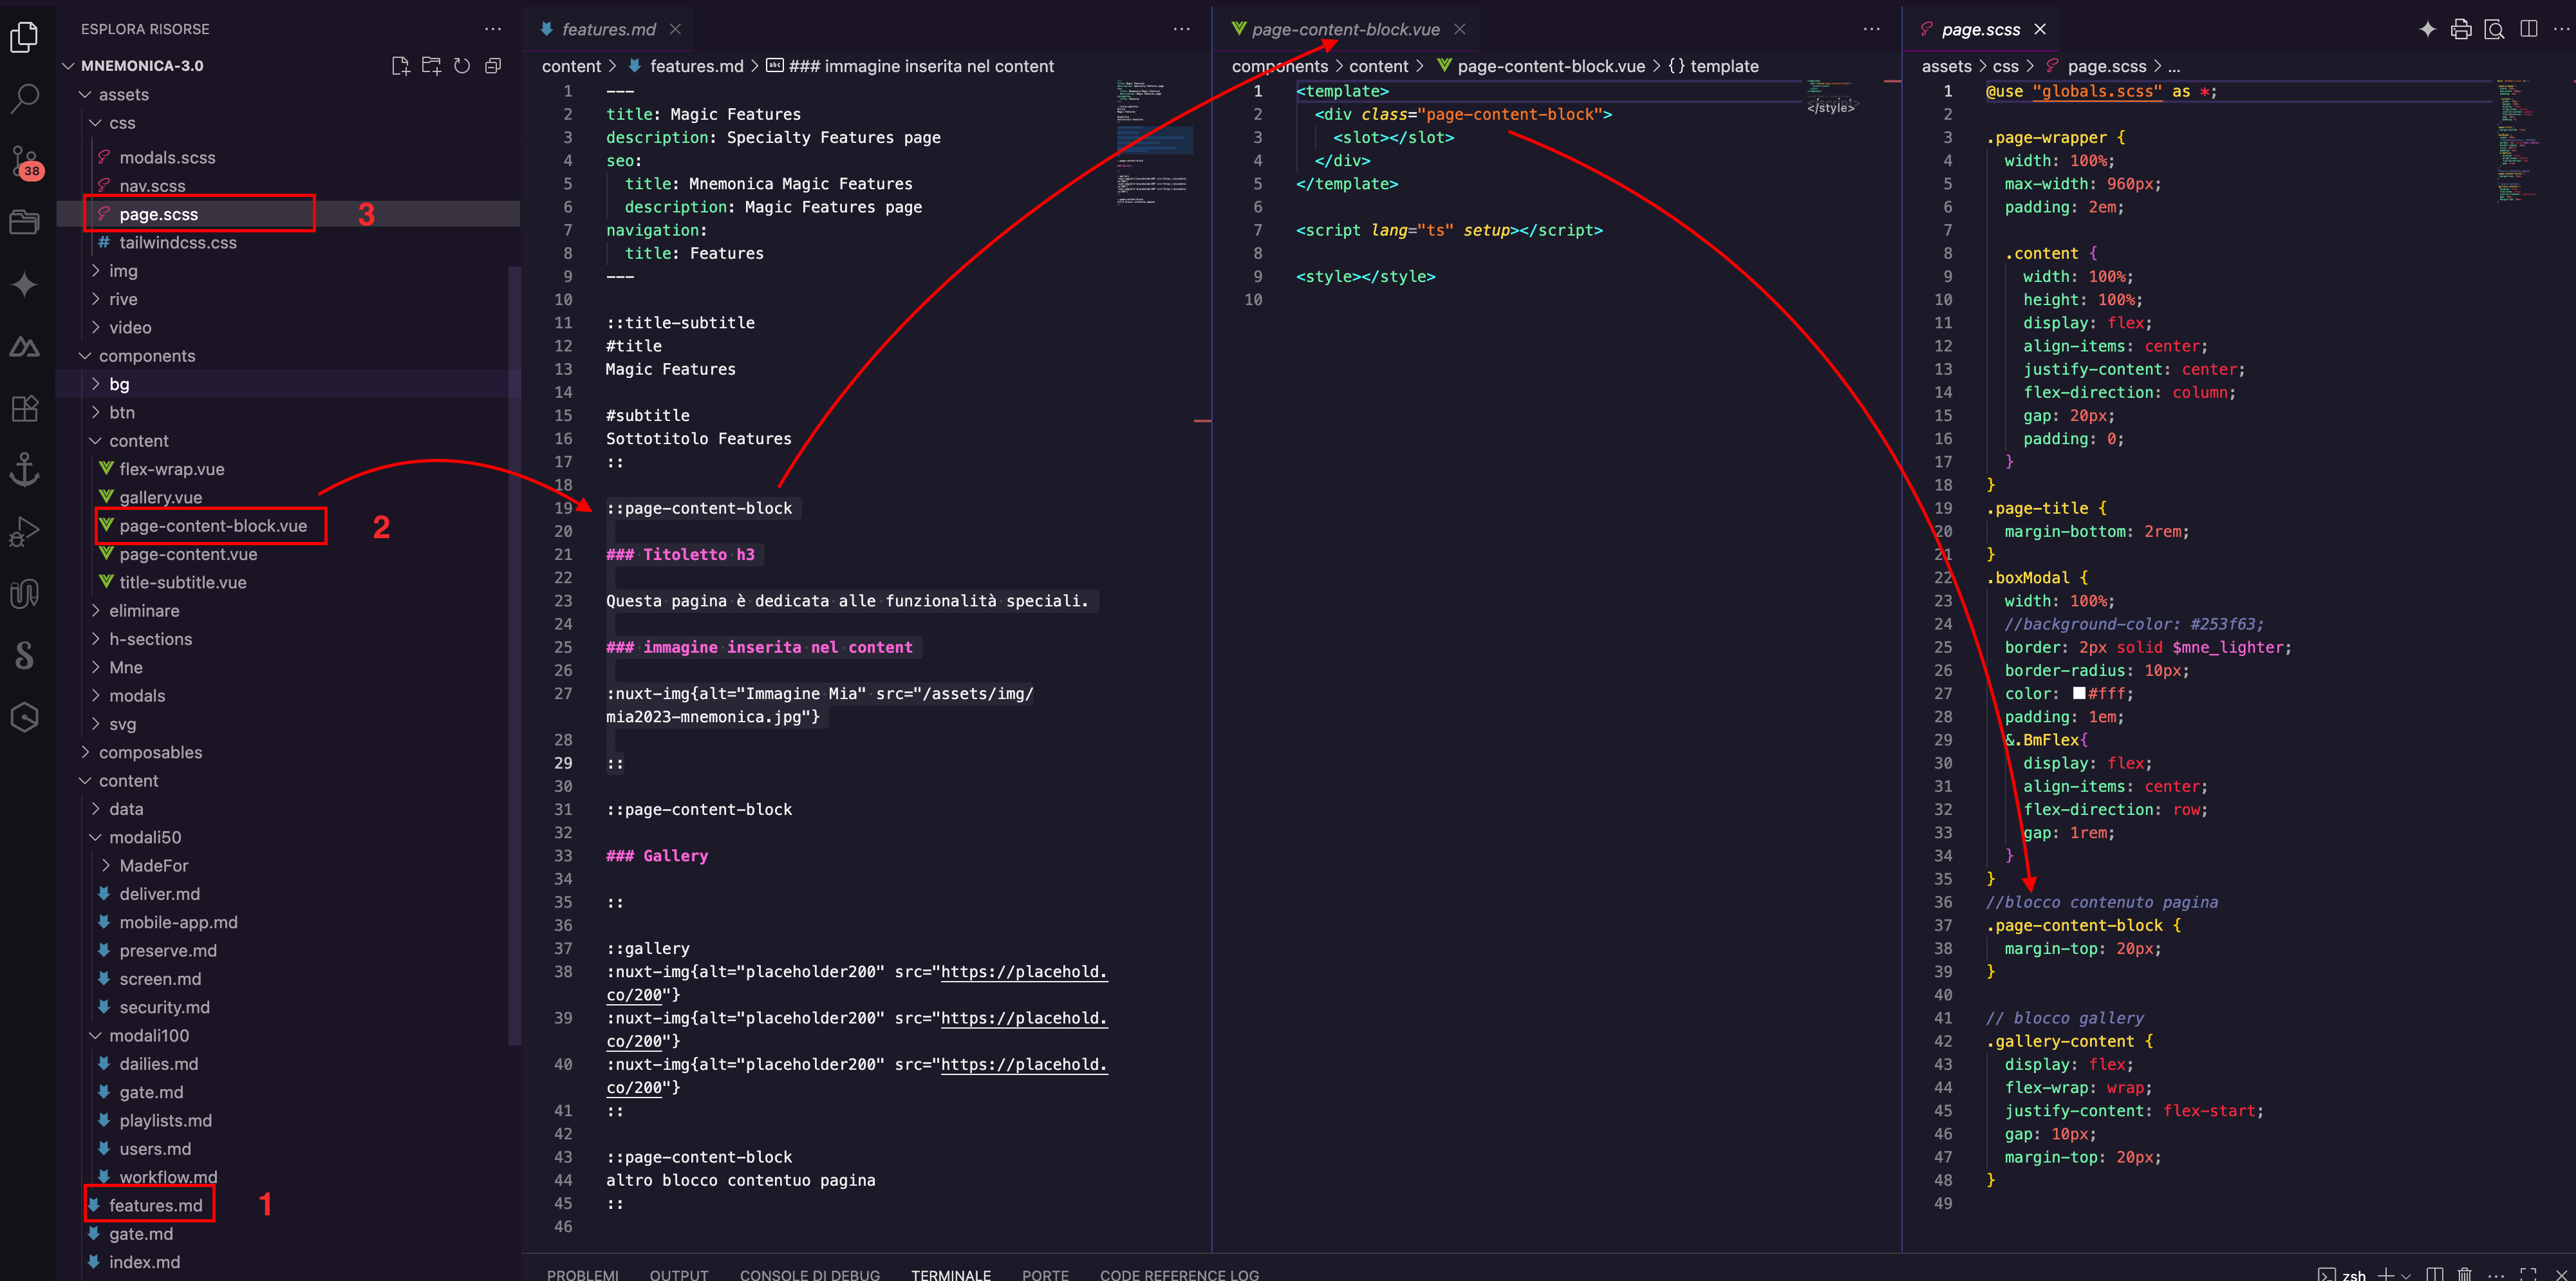 ESPLORA RISORSE
MNEMONICA-3.0
assets
css
modals.scss
nav.scss
page.scss
3
tailwindcss.css
img
rive
video
components
bg
btn
content
flex-wrap.vue
gallery.vue
page-content-block.vue
2
page-content.vue
title-subtitle.vue
eliminare
h-sections
Mne
modals
svg
composables
content
data
modali50
MadeFor
deliver.md
mobile-app.md
preserve.md
screen.md
security.md
modali100
dailies.md
gate.md
playlists.md
users.md
workflow.md
features.md
1
gate.md
index.md
38
features.md
content > features.md > ### immagine inserita nel content
1 ---
2 title: Magic Features
3 description: Specialty Features page
4 seo:
5 title: Mnemonica Magic Features
6 description: Magic Features page
7 navigation:
8 title: Features
9 ---
10
11 ::title-subtitle
12 #title
13 Magic Features
14
15 #subtitle
16 Sottotitolo Features
17 ::
18
19 ::page-content-block
20
21 ### Titoletto h3
22
23 Questa pagina è dedicata alle funzionalità speciali.
24
25 ### immagine inserita nel content
26
27 :nuxt-img{alt="Immagine Mia" src="/assets/img/
mia2023-mnemonica.jpg"}
28
29 ::
30
31 ::page-content-block
32
33 ### Gallery
34
35 ::
36
37 ::gallery
38 :nuxt-img{alt="placeholder200" src="https://placehold.
co/200"}
39 :nuxt-img{alt="placeholder200" src="https://placehold.
co/200"}
40 :nuxt-img{alt="placeholder200" src="https://placehold.
co/200"}
41 ::
42
43 ::page-content-block
44 altro blocco contentuo pagina
45 ::
46
page-content-block.vue
components > content > page-content-block.vue > {} template
1 <template>
2 <div class="page-content-block">
3 <slot></slot>
4 </div>
5 </template>
6
7 <script lang="ts" setup></script>
8
9 <style></style>
10
</style>
page.scss
assets > css > page.scss > ...
1 @use "globals.scss" as *;
2
3 .page-wrapper {
4 width: 100%;
5 max-width: 960px;
6 padding: 2em;
7
8 .content {
9 width: 100%;
10 height: 100%;
11 display: flex;
12 align-items: center;
13 justify-content: center;
14 flex-direction: column;
15 gap: 20px;
16 padding: 0;
17 }
18 }
19 .page-title {
20 margin-bottom: 2rem;
21 }
22 .boxModal {
23 width: 100%;
24 //background-color: #253f63;
25 border: 2px solid $mne_lighter;
26 border-radius: 10px;
27 color: #fff;
28 padding: 1em;
29 &.BmFlex{
30 display: flex;
31 align-items: center;
32 flex-direction: row;
33 gap: 1rem;
34 }
35 }
36 //blocco contenuto pagina
37 .page-content-block {
38 margin-top: 20px;
39 }
40
41 // blocco gallery
42 .gallery-content {
43 display: flex;
44 flex-wrap: wrap;
45 justify-content: flex-start;
46 gap: 10px;
47 margin-top: 20px;
48 }
49
PROBLEMI OUTPUT CONSOLE DI DEBUG TERMINALE PORTE CODE REFERENCE LOG
zsh